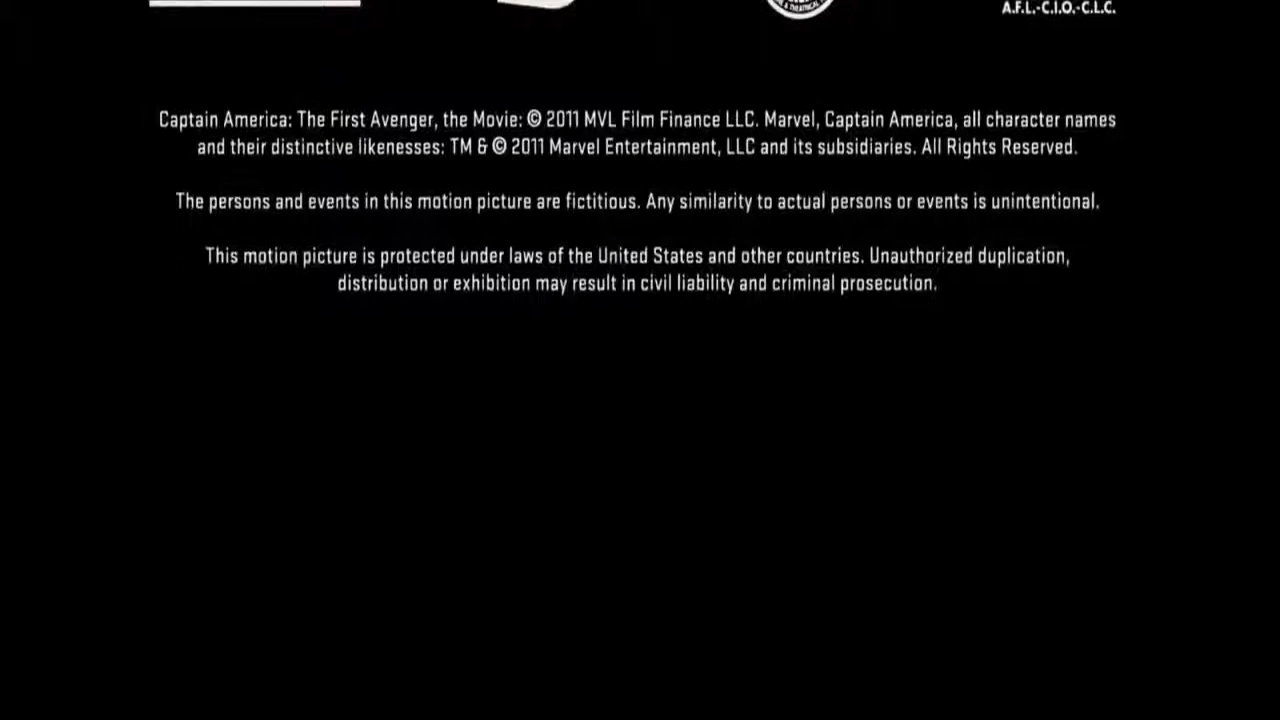 A.F.L.-C.I.O.-C.L.C.
Captain America: The First Avenger, the Movie: © 2011 MVL Film Finance LLC. Marvel, Captain America, all character names
and their distinctive likenesses: TM & © 2011 Marvel Entertainment, LLC and its subsidiaries. All Rights Reserved.
The persons and events in this motion picture are fictitious. Any similarity to actual persons or events is unintentional.
This motion picture is protected under laws of the United States and other countries. Unauthorized duplication,
distribution or exhibition may result in civil liability and criminal prosecution.